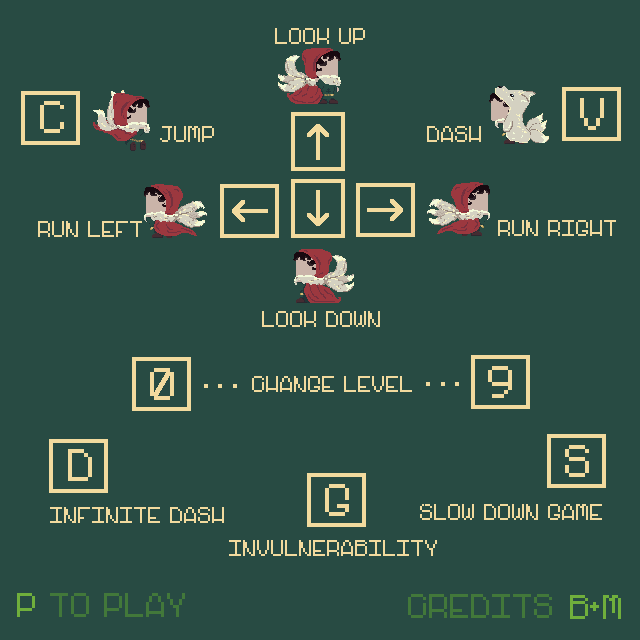 LOOK UP
C
JUMP
DASH
V
↑
RUN LEFT
←
↓
→
RUN RIGHT
LOOK DOWN
0 ... CHANGE LEVEL ... 9
D
S
INFINITE DASH
G
SLOW DOWN GAME
INVULNERABILITY
P TO PLAY
CREDITS B+M